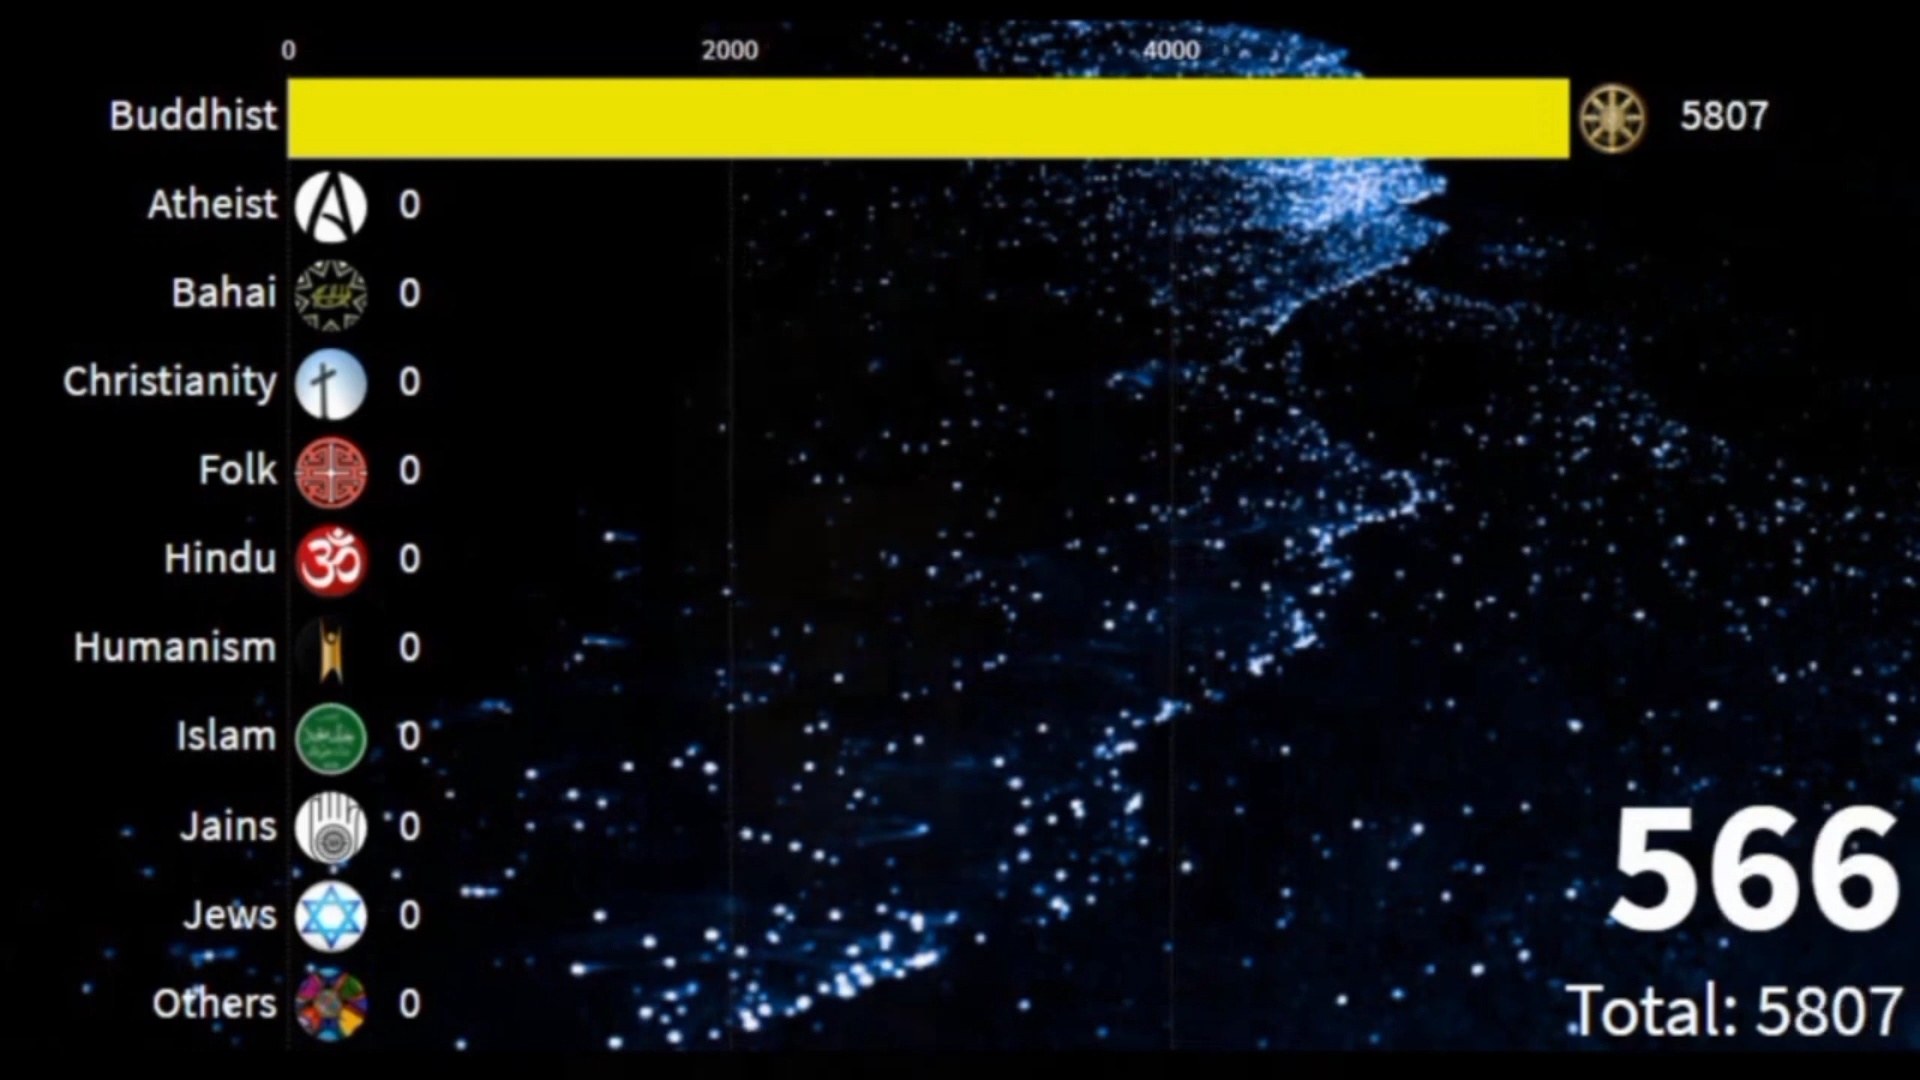 0 2000 4000
Buddhist 5807
Atheist 0
Bahai 0
Christianity 0
Folk 0
Hindu 0
Humanism 0
Islam 0
Jains 0
Jews 0
Others 0
566
Total: 5807